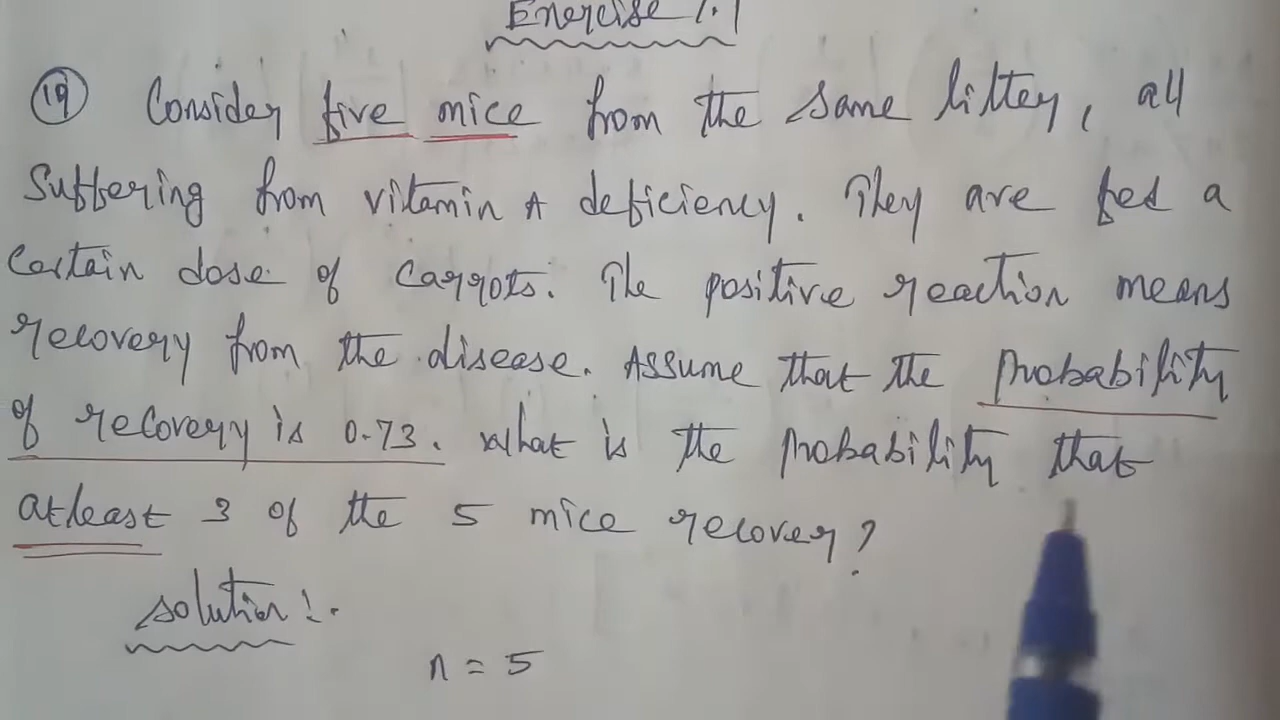 Exercise 1.1
19 Consider five mice from the same litter, all
suffering from vitamin A deficiency. They are fed a
certain dose of carrots. The positive reaction means
recovery from the disease. Assume that the Probability
of recovery is 0.73. What is the probability that
atleast 3 of the 5 mice recover?
Solution:-
n = 5